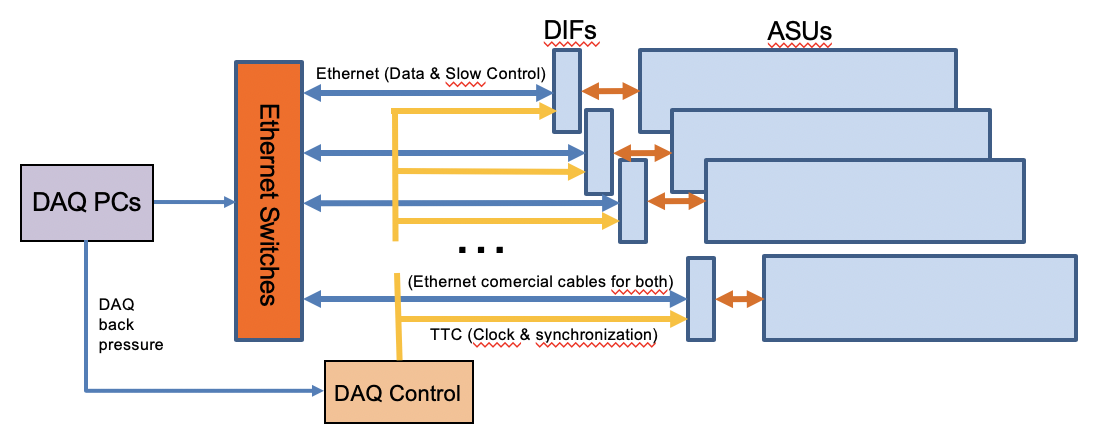 DIFs
ASUs
Ethernet (Data & Slow Control)
Ethernet Switches
DAQ PCs
...
(Ethernet comercial cables for both)
DAQ
back
pressure
TTC (Clock & synchronization)
DAQ Control